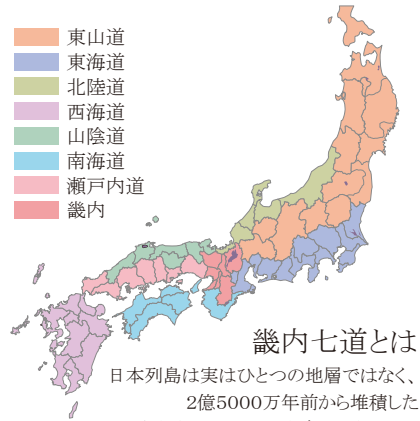 東山道
東海道
北陸道
西海道
山陰道
南海道
瀬戸内道
畿内
畿内七道とは
日本列島は実はひとつの地層ではなく、
2億5000万年前から堆積した